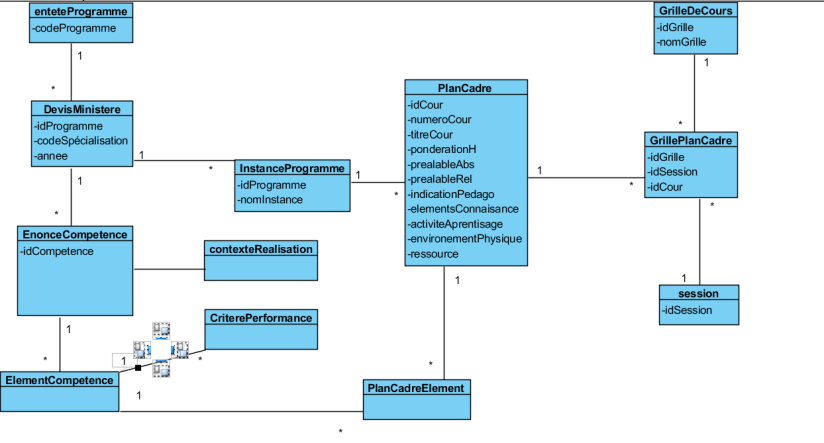 enteteProgramme
-codeProgramme
1
*
DevisMinistere
-idProgramme
-codeSpécialisation
-annee
1
*
1
*
InstanceProgramme
-idProgramme
-nomInstance
1
*
EnonceCompetence
-idCompetence
contexteRealisation
1
*
CriterePerformance
1
*
ElementCompetence
1
*
PlanCadre
-idCour
-numeroCour
-titreCour
-ponderationH
-prealableAbs
-prealableRel
-indicationPedago
-elementsConnaisance
-activiteAprentisage
-environementPhysique
-ressource
1
*
PlanCadreElement
1
*
GrilleDeCours
-idGrille
-nomGrille
1
*
GrillePlanCadre
-idGrille
-idSession
-idCour
*
1
session
-idSession